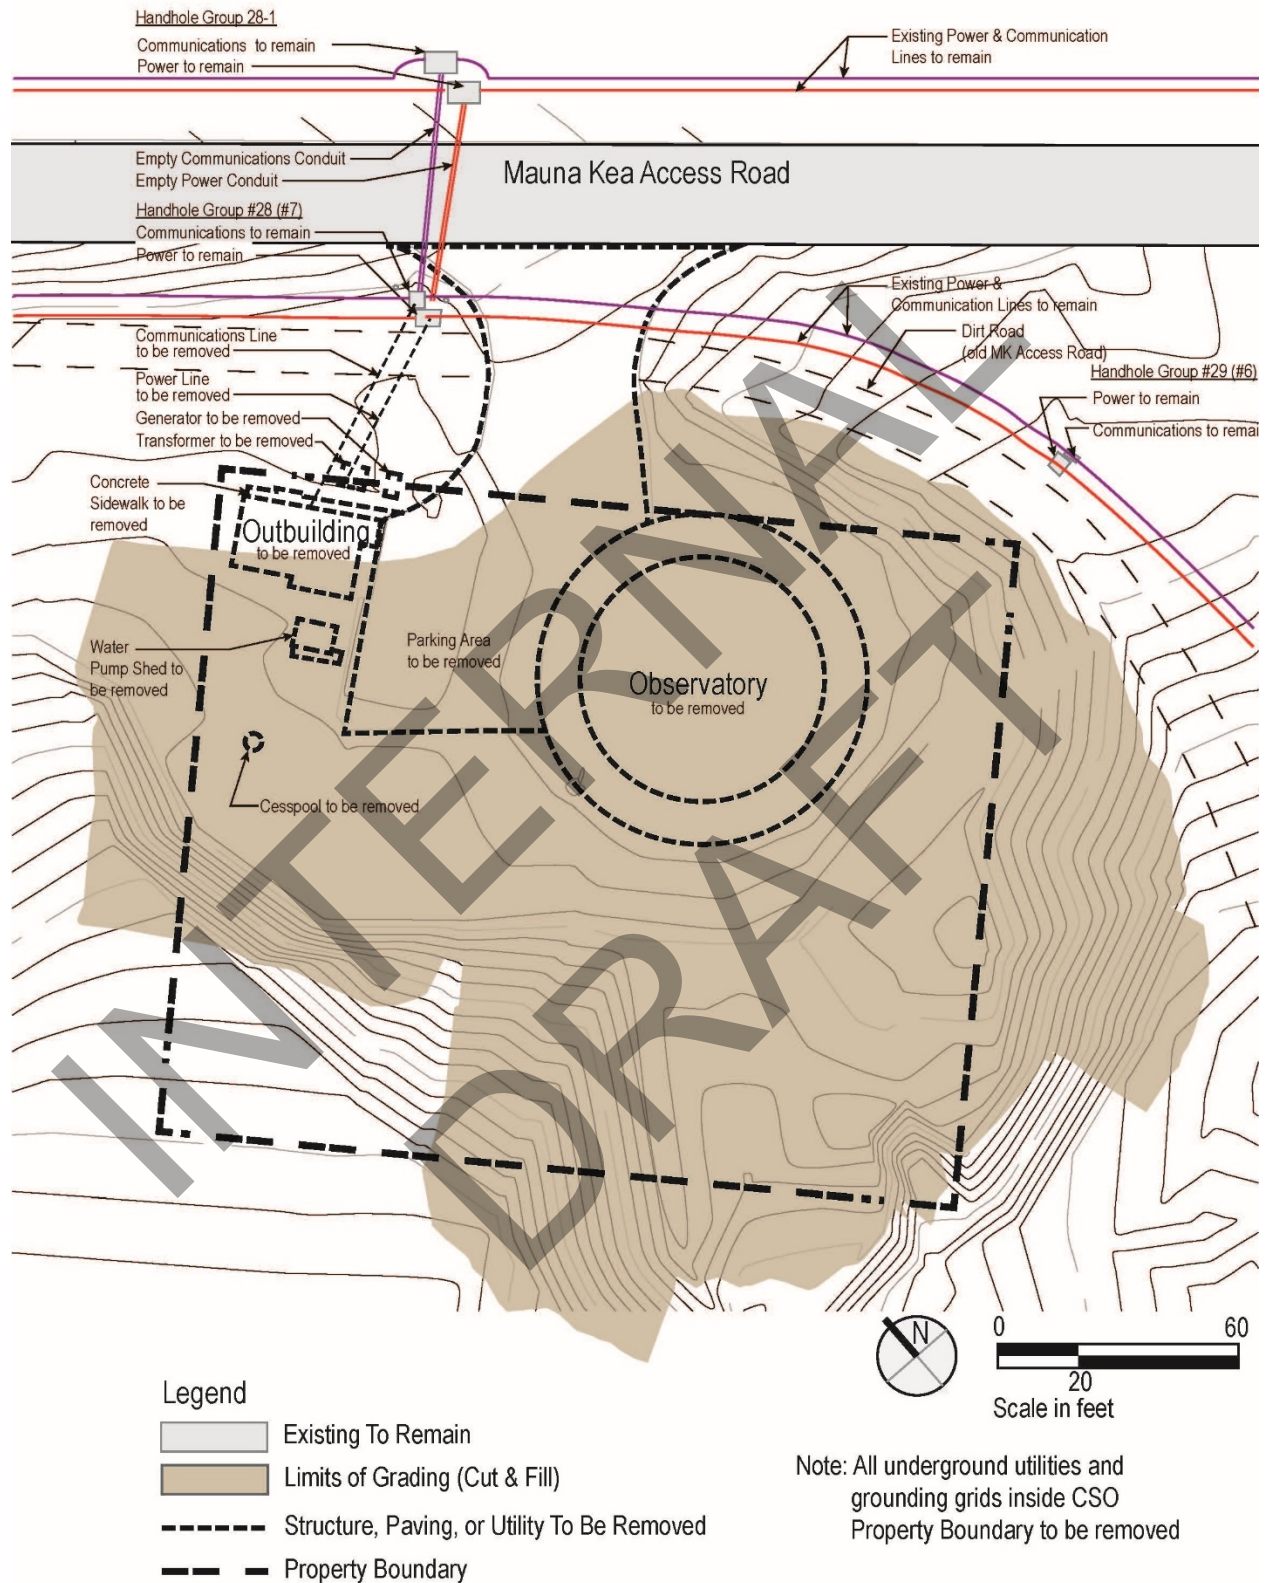 Handhole Group 28-1
Communications to remain
Power to remain
Existing Power & Communication
Lines to remain
Empty Communications Conduit
Empty Power Conduit
Mauna Kea Access Road
Handhole Group #28 (#7)
Communications to remain
Power to remain
Existing Power &
Communication Lines to remain
Dirt Road
(old MK Access Road)
Handhole Group #29 (#6)
Power to remain
Communications to remai
Communications Line
to be removed
Power Line
to be removed
Generator to be removed
Transformer to be removed
Concrete
Sidewalk to be
removed
Outbuilding
to be removed
Water
Pump Shed to
be removed
Parking Area
to be removed
Observatory
to be removed
Cesspool to be removed
INTERNAL
DRAFT
N
0 60
20
Scale in feet
Legend
Existing To Remain
Limits of Grading (Cut & Fill)
Structure, Paving, or Utility To Be Removed
Property Boundary
Note: All underground utilities and
grounding grids inside CSO
Property Boundary to be removed